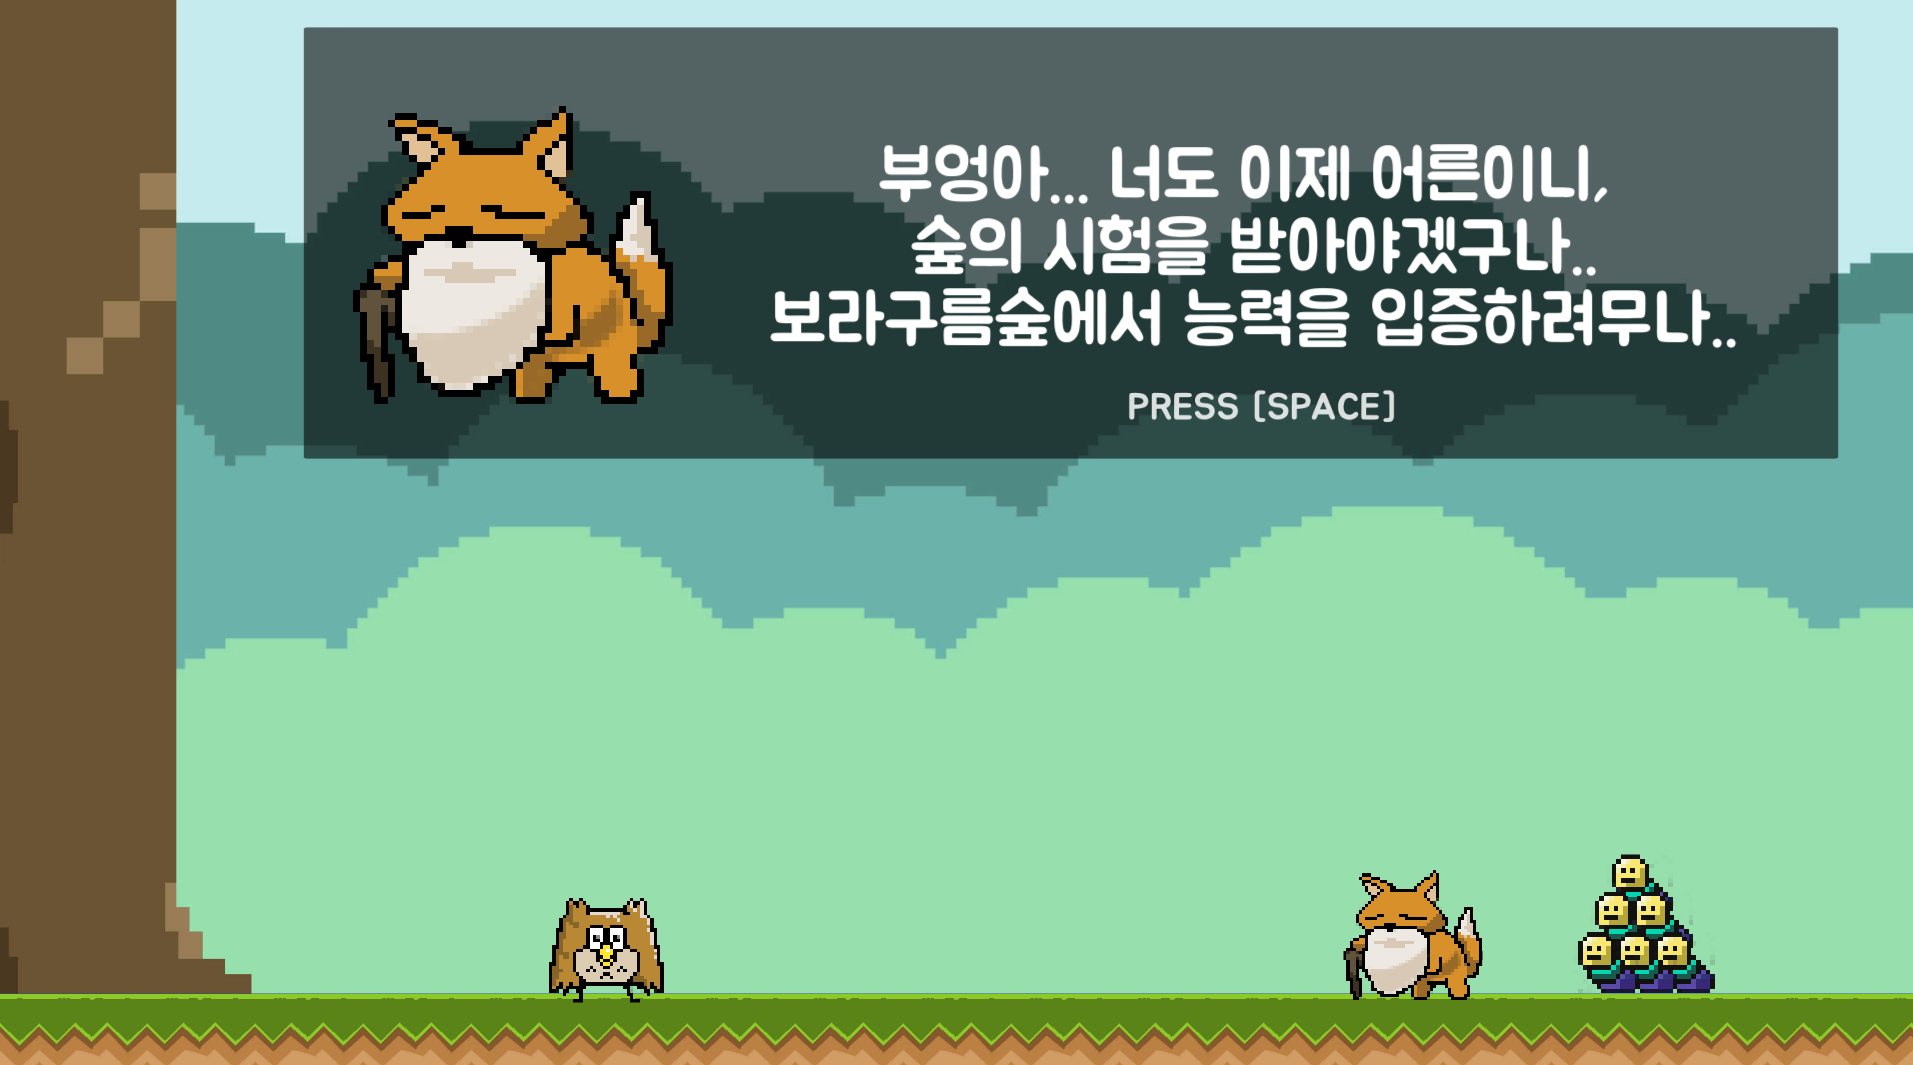 부엉아... 너도 이제 어른이니,
숲의 시험을 받아야겠구나..
보라구름숲에서 능력을 입증하려무나..
PRESS [SPACE]